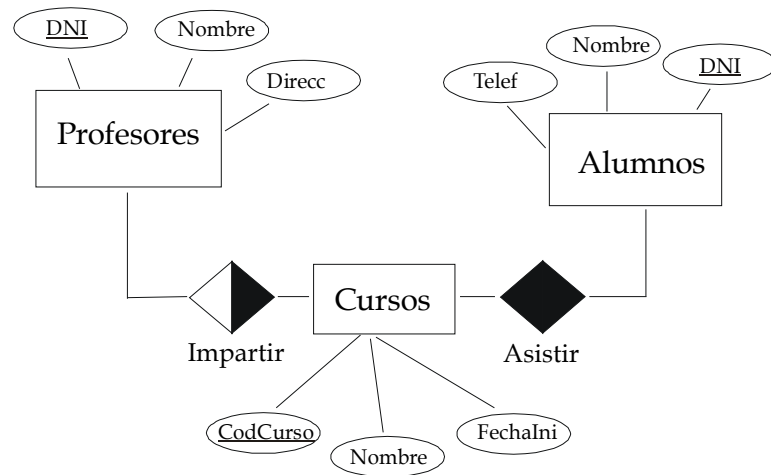 DNI
Nombre
Direcc
Profesores
Telef
Nombre
DNI
Alumnos
Impartir
Cursos
Asistir
CodCurso
Nombre
FechaIni